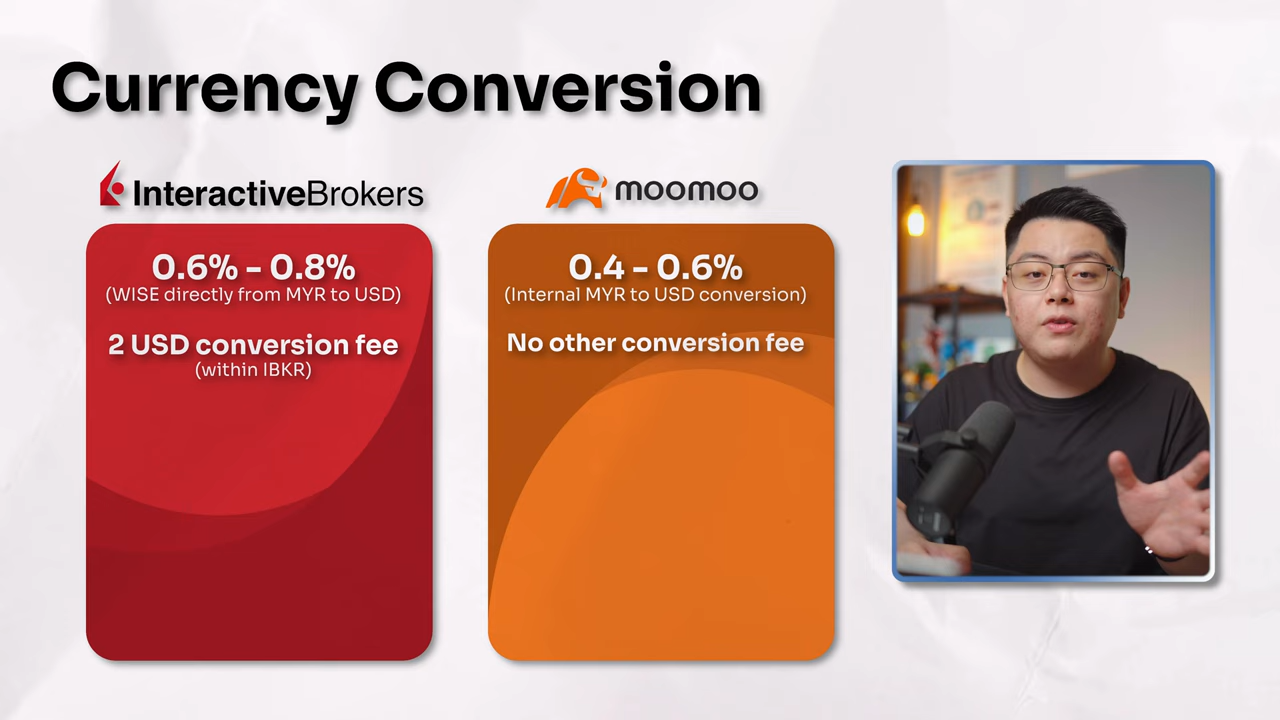 Currency Conversion
InteractiveBrokers
0.6% - 0.8%
(WISE directly from MYR to USD)
2 USD conversion fee
(within IBKR)
moomoo
0.4 - 0.6%
(Internal MYR to USD conversion)
No other conversion fee